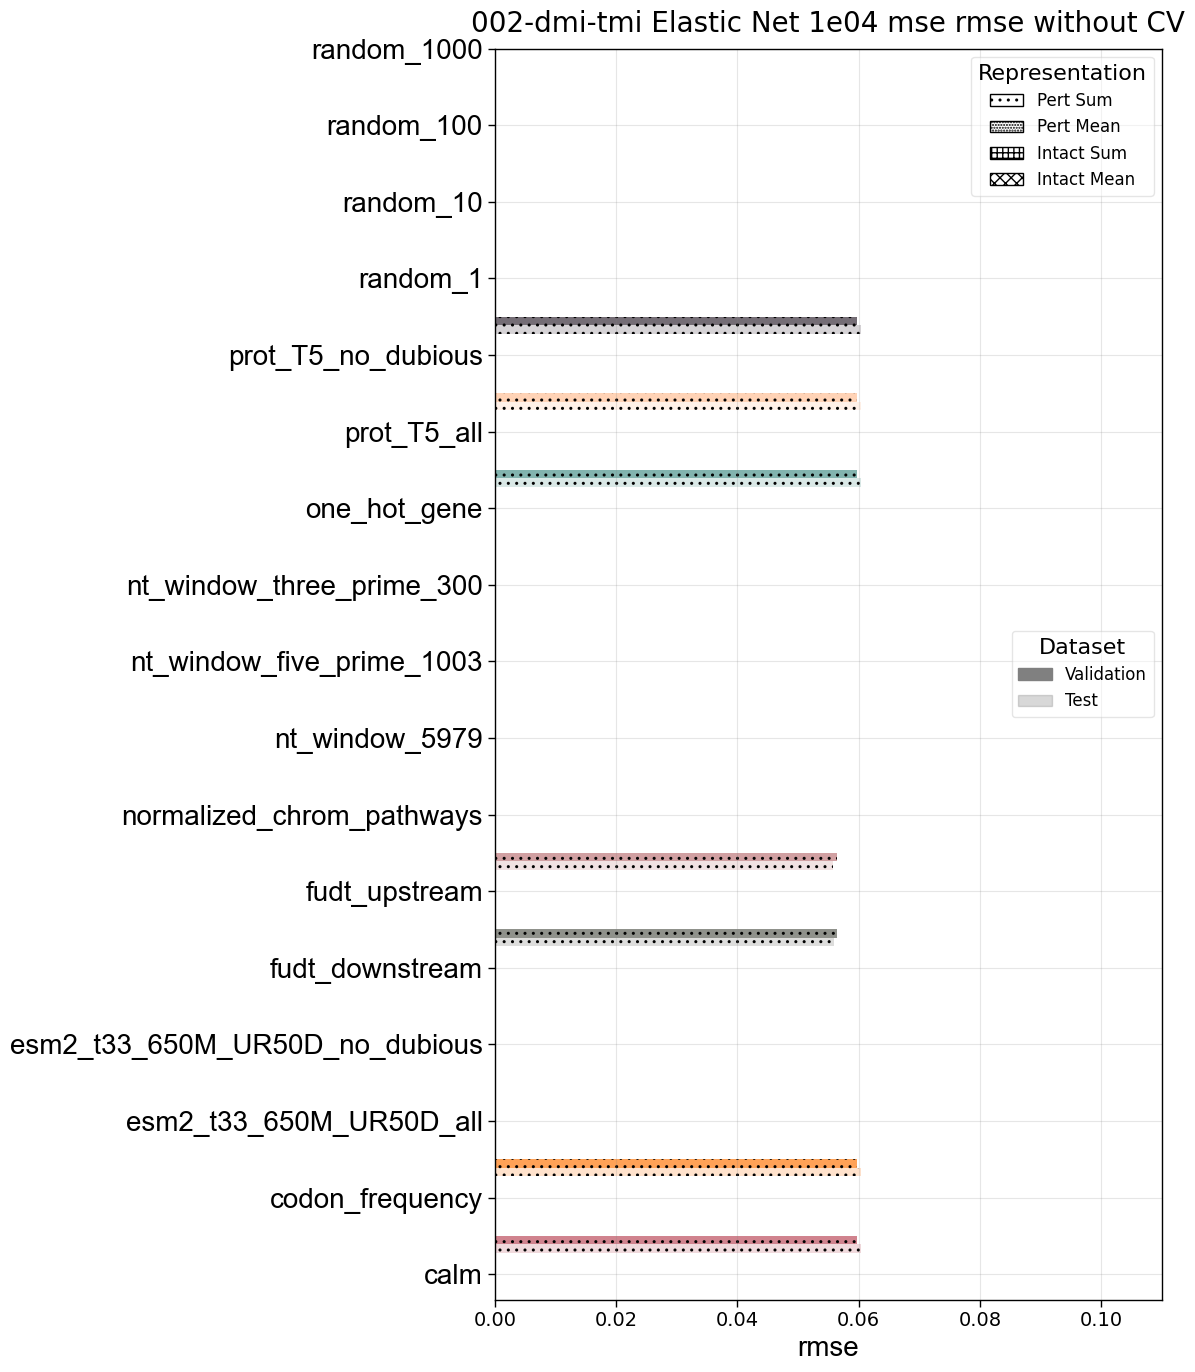 002-dmi-tmi Elastic Net 1e04 mse rmse without CV
random_1000
random_100
random_10
random_1
prot_T5_no_dubious
prot_T5_all
one_hot_gene
nt_window_three_prime_300
nt_window_five_prime_1003
nt_window_5979
normalized_chrom_pathways
fudt_upstream
fudt_downstream
esm2_t33_650M_UR50D_no_dubious
esm2_t33_650M_UR50D_all
codon_frequency
calm
Representation
Pert Sum
Pert Mean
Intact Sum
Intact Mean
Dataset
Validation
Test
0.00 0.02 0.04 0.06 0.08 0.10
rmse